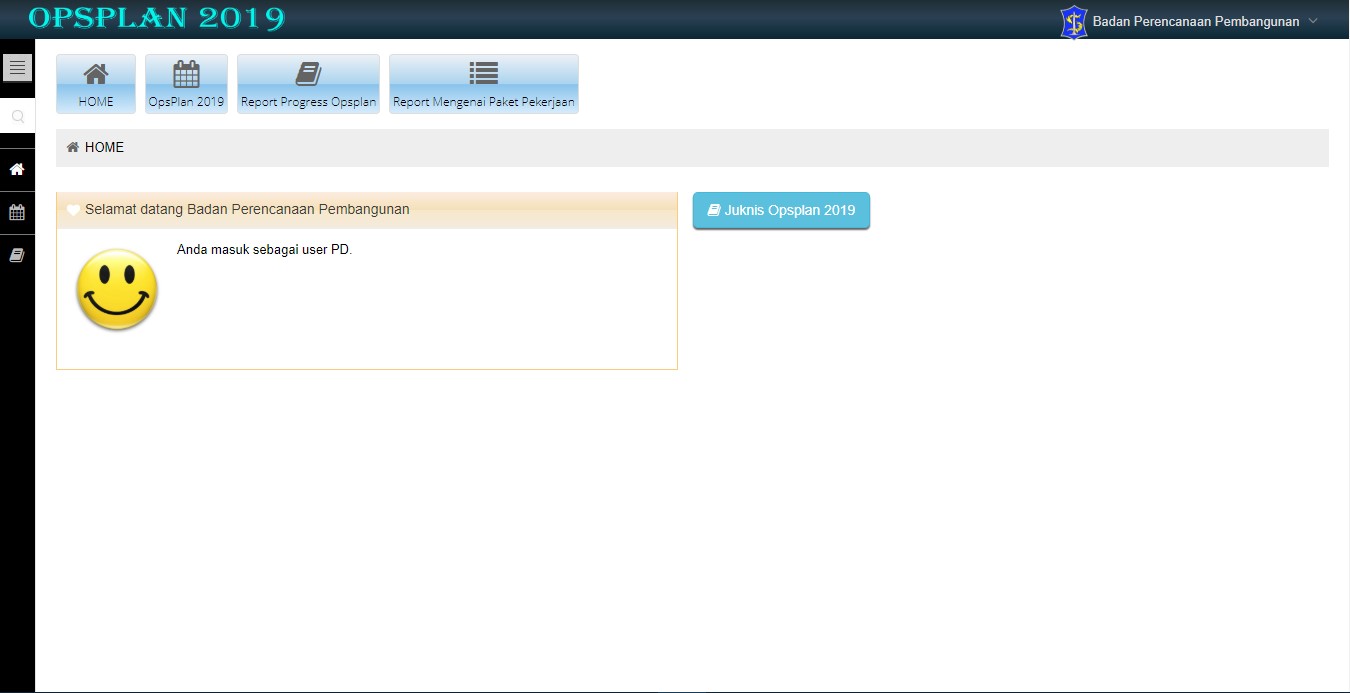 OPSPLAN 2019
Badan Perencanaan Pembangunan
HOME
OpsPlan 2019
Report Progress Opsplan
Report Mengenai Paket Pekerjaan
HOME
Selamat datang Badan Perencanaan Pembangunan
Anda masuk sebagai user PD.
Juknis Opsplan 2019